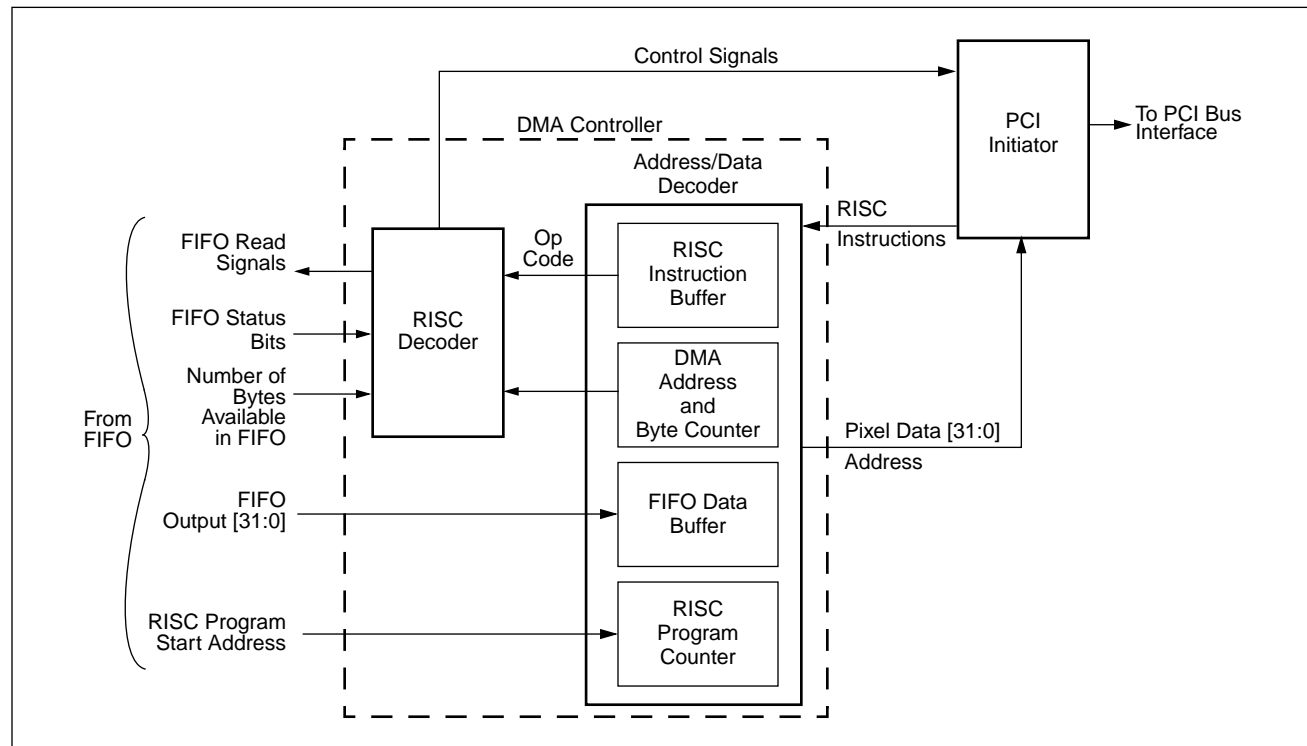 Control Signals
PCI
Initiator
To PCI Bus
Interface
DMA Controller
Address/Data
Decoder
RISC
Instructions
FIFO Read
Signals
Op
Code
RISC
Instruction
Buffer
FIFO Status
Bits
RISC
Decoder
Number of
Bytes
Available
in FIFO
DMA
Address
and
Byte Counter
From
FIFO
Pixel Data [31:0]
Address
FIFO
Output [31:0]
FIFO Data
Buffer
RISC Program
Start Address
RISC
Program
Counter